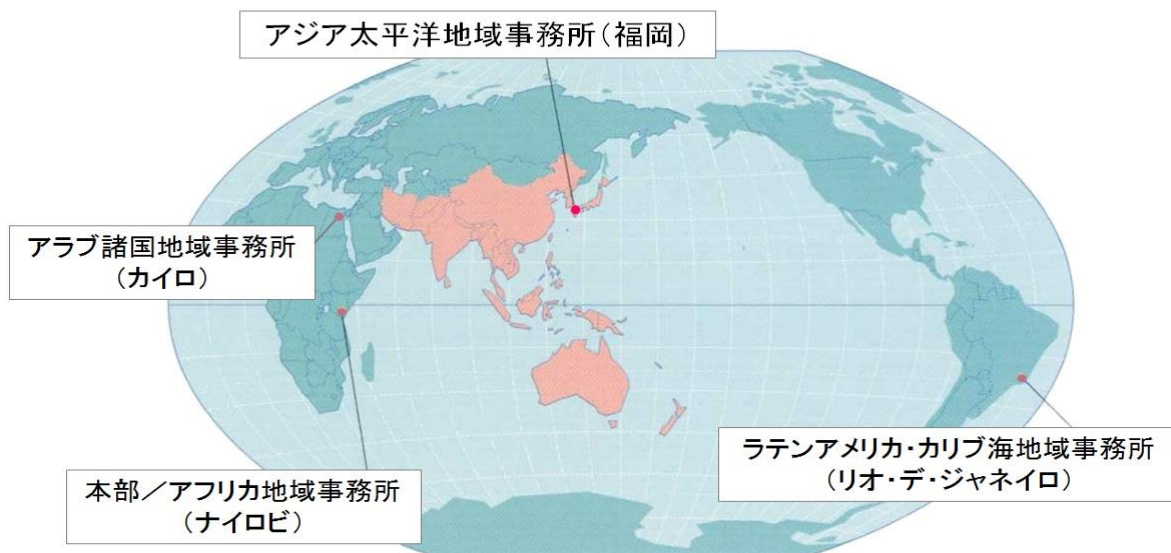 アジア太平洋地域事務所(福岡)
アラブ諸国地域事務所
(カイロ)
本部/アフリカ地域事務所
(ナイロビ)
ラテンアメリカ・カリブ海地域事務所
(リオ・デ・ジャネイロ)